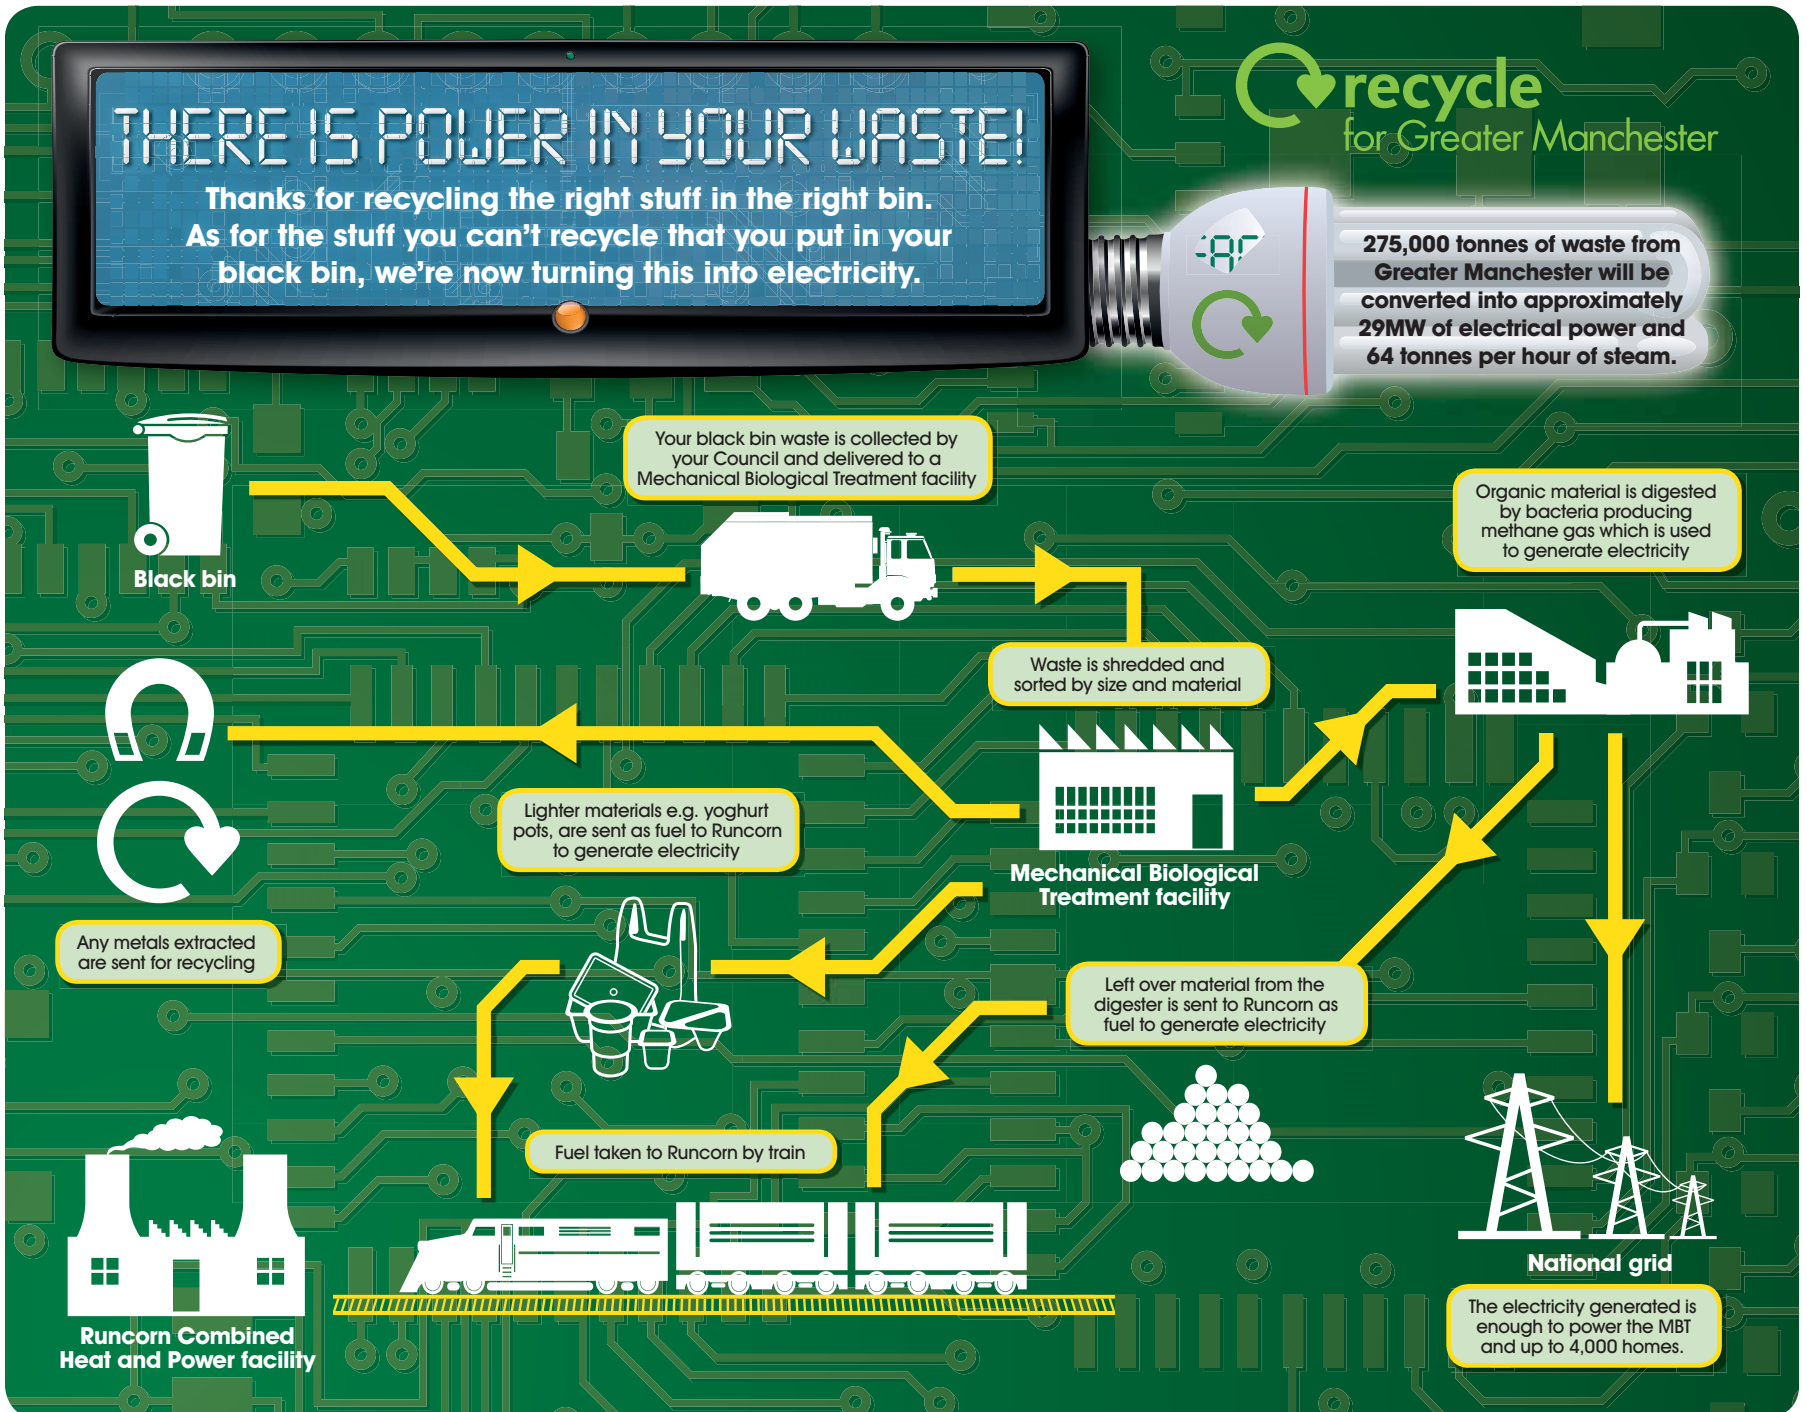 THERE IS POWER IN YOUR WASTE!
Thanks for recycling the right stuff in the right bin.
As for the stuff you can't recycle that you put in your
black bin, we're now turning this into electricity.
recycle
for Greater Manchester
275,000 tonnes of waste from
Greater Manchester will be
converted into approximately
29MW of electrical power and
64 tonnes per hour of steam.
Black bin
Your black bin waste is collected by
your Council and delivered to a
Mechanical Biological Treatment facility
Organic material is digested
by bacteria producing
methane gas which is used
to generate electricity
Waste is shredded and
sorted by size and material
Lighter materials e.g. yoghurt
pots, are sent as fuel to Runcorn
to generate electricity
Mechanical Biological
Treatment facility
Any metals extracted
are sent for recycling
Left over material from the
digester is sent to Runcorn as
fuel to generate electricity
Fuel taken to Runcorn by train
Runcorn Combined
Heat and Power facility
National grid
The electricity generated is
enough to power the MBT
and up to 4,000 homes.